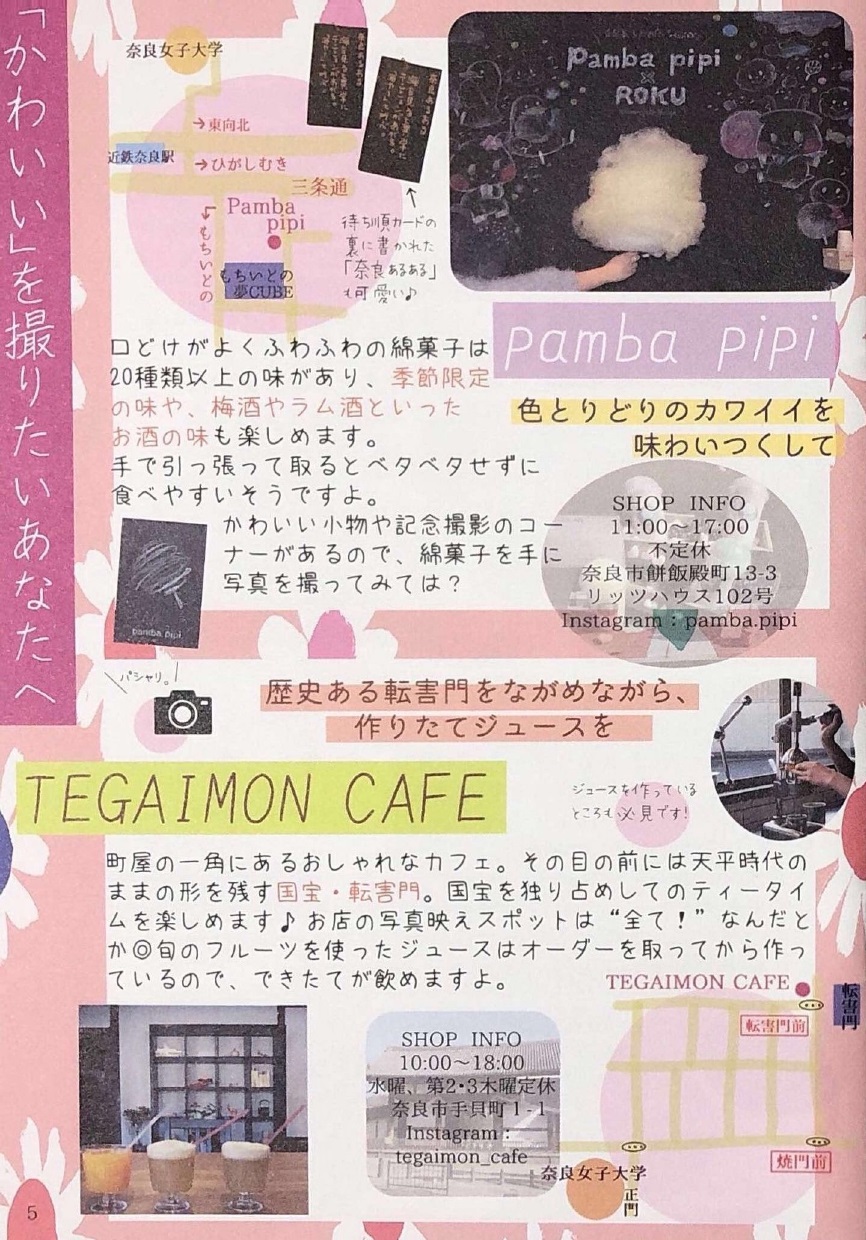 「かわいい」を撮りたいあなたへ
奈良女子大学
→東向北
近鉄奈良駅
→ひがしむき
三条通
Pamba
pipi
もちいどの
もちいどの
夢CUBE
待ち順カードの
裏に書かれた
「奈良あるある」
も可愛い♪
Pamba pipi
×
ROKU
pamba pipi
色とりどりのカワイイを
味わいつくして
口どけがよくふわふわの綿菓子は
20種類以上の味があり、季節限定
の味や、梅酒やラム酒といった
お酒の味も楽しめます。
手で引っ張って取るとベタベタせずに
食べやすいそうですよ。
かわいい小物や記念撮影のコー
ナーがあるので、綿菓子を手に
写真を撮ってみては？
pamba pipi
SHOP INFO
11:00～17:00
不定休
奈良市餅飯殿町13-3
リッツハウス102号
Instagram：pamba.pipi
パシャリ。
歴史ある転害門をながめながら、
作りたてジュースを
TEGAIMON CAFE
ジュースを作っている
ところも必見です!
町屋の一角にあるおしゃれなカフェ。その目の前には天平時代の
ままの形を残す国宝・転害門。国宝を独り占めしてのティータイ
ムを楽しめます♪お店の写真映えスポットは“全て！”なんだと
か◎旬のフルーツを使ったジュースはオーダーを取ってから作っ
ているので、できたてが飲めますよ。
SHOP INFO
10:00～18:00
水曜、第2・3木曜定休
奈良市手貝町1-1
Instagram：
tegaimon_cafe
TEGAIMON CAFE
転害門
転害門前
焼門前
奈良女子大学
正門
5